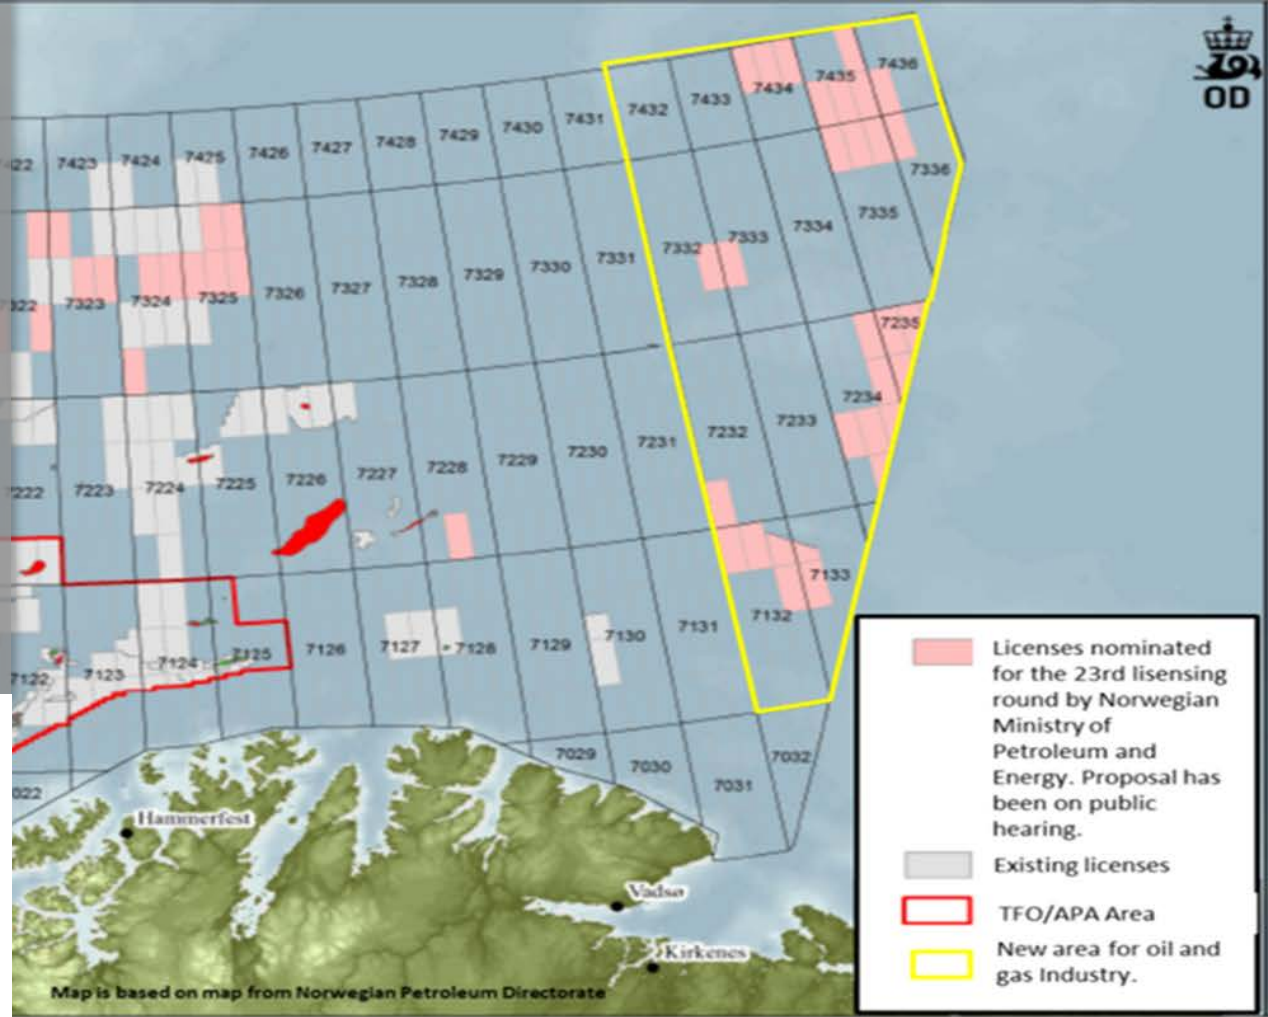 OD
7422 7423 7424 7425 7426 7427 7428 7429 7430 7431 7432 7433 7434 7435 7436
7322 7323 7324 7325 7326 7327 7328 7329 7330 7331 7332 7333 7334 7335 7336
7222 7223 7224 7225 7226 7227 7228 7229 7230 7231 7232 7233 7234 7235
7122 7123 7124 7125 7126 7127 7128 7129 7130 7131 7132 7133
022 7029 7030 7031 7032
Hammerfest
Vadsø
Kirkenes
Map is based on map from Norwegian Petroleum Directorate
Licenses nominated
for the 23rd lisensing
round by Norwegian
Ministry of
Petroleum and
Energy. Proposal has
been on public
hearing.
Existing licenses
TFO/APA Area
New area for oil and
gas Industry.